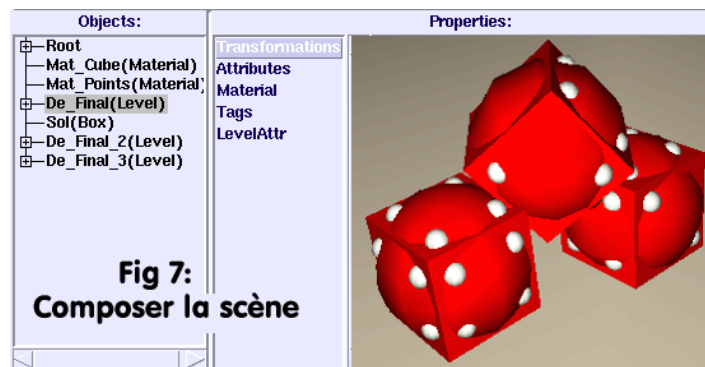 Objects:
Properties:
Root
Mat_Cube(Material)
Mat_Points(Material)
De_Final(Level)
Sol(Box)
De_Final_2(Level)
De_Final_3(Level)
Transformations
Attributes
Material
Tags
LevelAttr
Fig 7:
Composer la scène